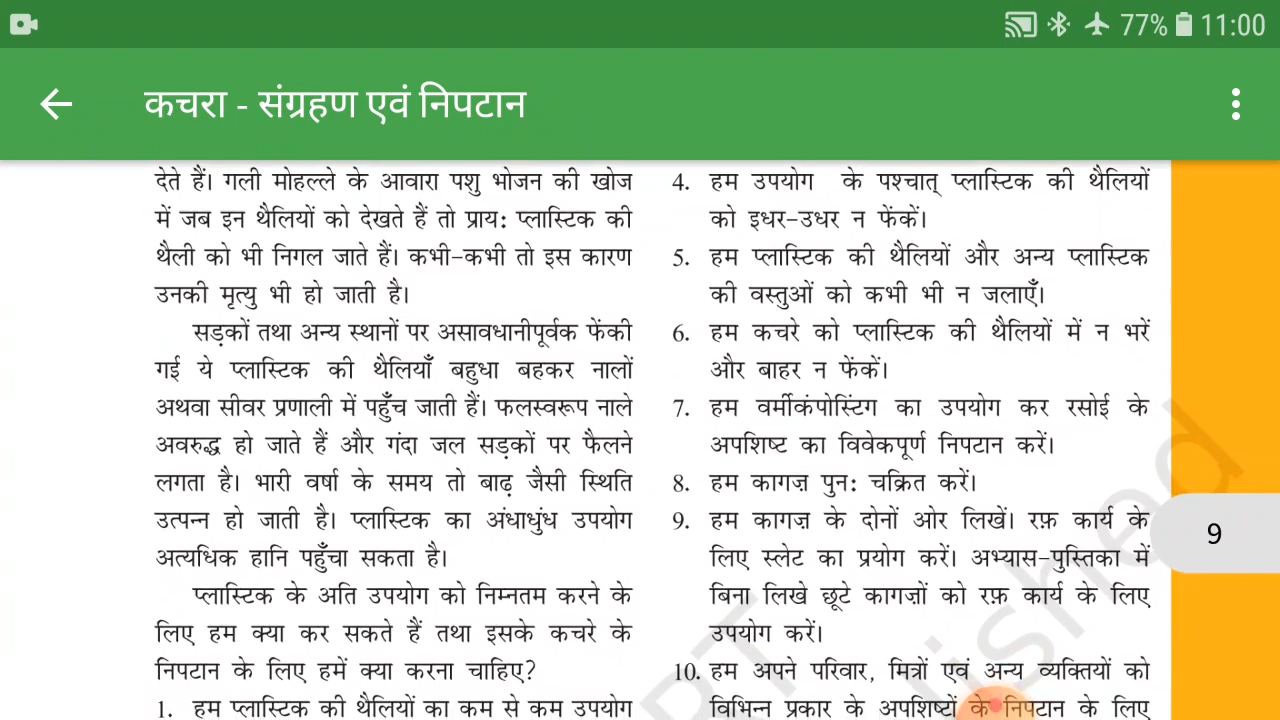 77% 11:00
कचरा - संग्रहण एवं निपटान
देते हैं। गली मोहल्ले के आवारा पशु भोजन की खोज
में जब इन थैलियों को देखते हैं तो प्राय: प्लास्टिक की
थैली को भी निगल जाते हैं। कभी-कभी तो इस कारण
उनकी मृत्यु भी हो जाती है।
सड़कों तथा अन्य स्थानों पर असावधानीपूर्वक फेंकी
गई ये प्लास्टिक की थैलियाँ बहुधा बहकर नालों
अथवा सीवर प्रणाली में पहुँच जाती हैं। फलस्वरूप नाले
अवरुद्ध हो जाते हैं और गंदा जल सड़कों पर फैलने
लगता है। भारी वर्षा के समय तो बाढ़ जैसी स्थिति
उत्पन्न हो जाती है। प्लास्टिक का अंधाधुंध उपयोग
अत्यधिक हानि पहुँचा सकता है।
प्लास्टिक के अति उपयोग को निम्नतम करने के
लिए हम क्या कर सकते हैं तथा इसके कचरे के
निपटान के लिए हमें क्या करना चाहिए?
1. हम प्लास्टिक की थैलियों का कम से कम उपयोग
4. हम उपयोग के पश्चात् प्लास्टिक की थैलियों
को इधर-उधर न फेंकें।
5. हम प्लास्टिक की थैलियों और अन्य प्लास्टिक
की वस्तुओं को कभी भी न जलाएँ।
6. हम कचरे को प्लास्टिक की थैलियों में न भरें
और बाहर न फेंकें।
7. हम वर्मीकंपोस्टिंग का उपयोग कर रसोई के
अपशिष्ट का विवेकपूर्ण निपटान करें।
8. हम कागज़ पुन: चक्रित करें।
9. हम कागज़ के दोनों ओर लिखें। रफ़ कार्य के
लिए स्लेट का प्रयोग करें। अभ्यास-पुस्तिका में
बिना लिखे छूटे कागज़ों को रफ़ कार्य के लिए
उपयोग करें।
10. हम अपने परिवार, मित्रों एवं अन्य व्यक्तियों को
विभिन्न प्रकार के अपशिष्टों के निपटान के लिए
9